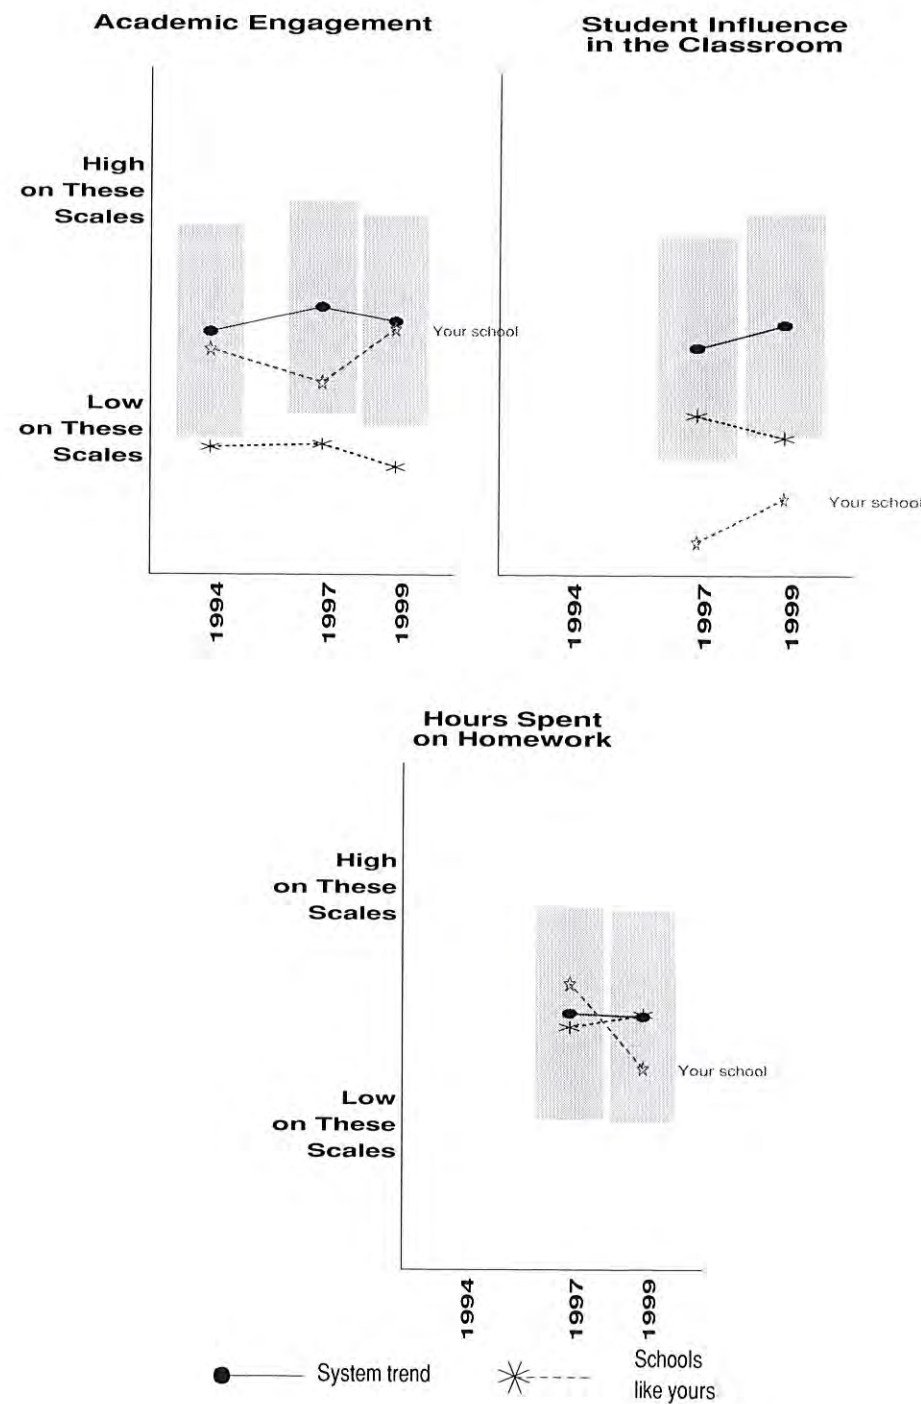 Academic Engagement
High
on These
Scales
Low
on These
Scales
Your school
1994
1997
1999
Student Influence
in the Classroom
Your school
1994
1997
1999
Hours Spent
on Homework
High
on These
Scales
Low
on These
Scales
Your school
1994
1997
1999
System trend
Schools
like yours